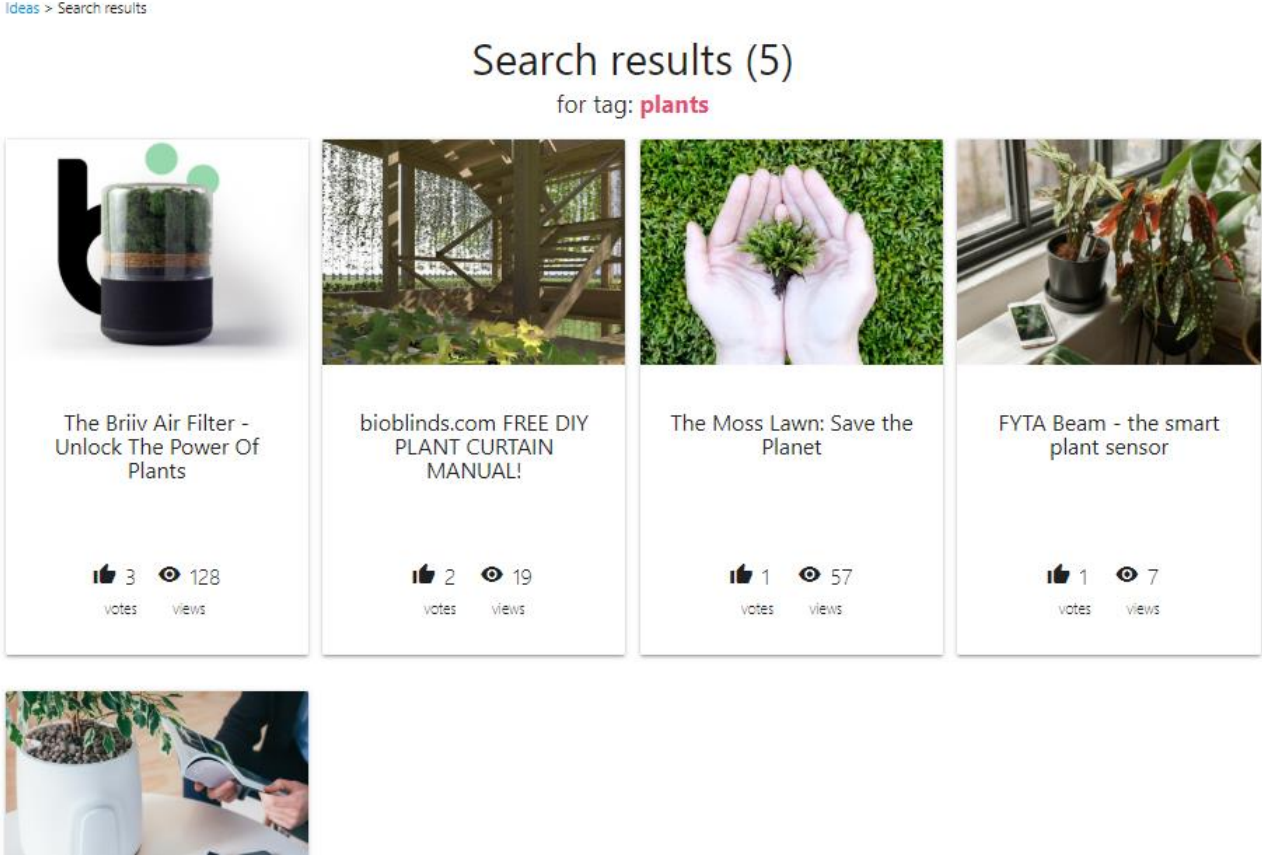 Ideas > Search results
Search results (5)
for tag: plants
The Briiv Air Filter -
Unlock The Power Of
Plants
3 128
votes views
bioblinds.com FREE DIY
PLANT CURTAIN
MANUAL!
2 19
votes views
The Moss Lawn: Save the
Planet
1 57
votes views
FYTA Beam - the smart
plant sensor
1 7
votes views